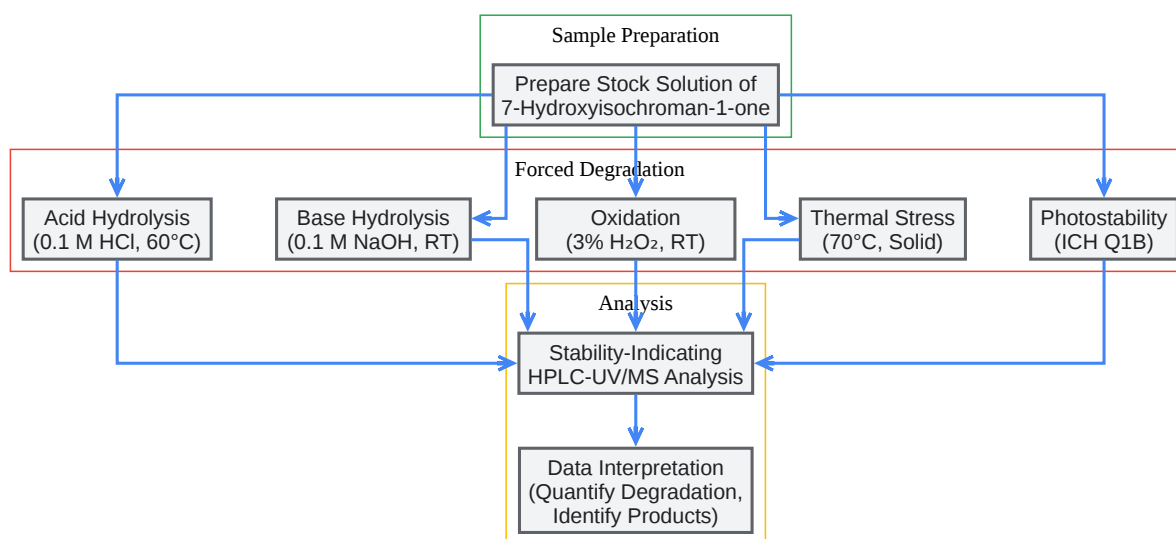 Sample Preparation
Prepare Stock Solution of
7-Hydroxyisochroman-1-one
Forced Degradation
Acid Hydrolysis
(0.1 M HCl, 60°C)
Base Hydrolysis
(0.1 M NaOH, RT)
Oxidation
(3% H₂O₂, RT)
Thermal Stress
(70°C, Solid)
Photostability
(ICH Q1B)
Analysis
Stability-Indicating
HPLC-UV/MS Analysis
Data Interpretation
(Quantify Degradation,
Identify Products)